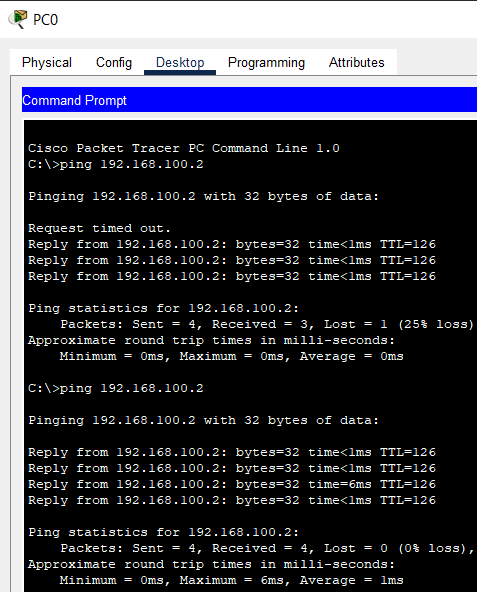 PC0
Physical Config Desktop Programming Attributes
Command Prompt
Cisco Packet Tracer PC Command Line 1.0
C:\>ping 192.168.100.2
Pinging 192.168.100.2 with 32 bytes of data:
Request timed out.
Reply from 192.168.100.2: bytes=32 time<1ms TTL=126
Reply from 192.168.100.2: bytes=32 time<1ms TTL=126
Reply from 192.168.100.2: bytes=32 time<1ms TTL=126
Ping statistics for 192.168.100.2:
Packets: Sent = 4, Received = 3, Lost = 1 (25% loss)
Approximate round trip times in milli-seconds:
Minimum = 0ms, Maximum = 0ms, Average = 0ms
C:\>ping 192.168.100.2
Pinging 192.168.100.2 with 32 bytes of data:
Reply from 192.168.100.2: bytes=32 time<1ms TTL=126
Reply from 192.168.100.2: bytes=32 time<1ms TTL=126
Reply from 192.168.100.2: bytes=32 time=6ms TTL=126
Reply from 192.168.100.2: bytes=32 time<1ms TTL=126
Ping statistics for 192.168.100.2:
Packets: Sent = 4, Received = 4, Lost = 0 (0% loss),
Approximate round trip times in milli-seconds:
Minimum = 0ms, Maximum = 6ms, Average = 1ms